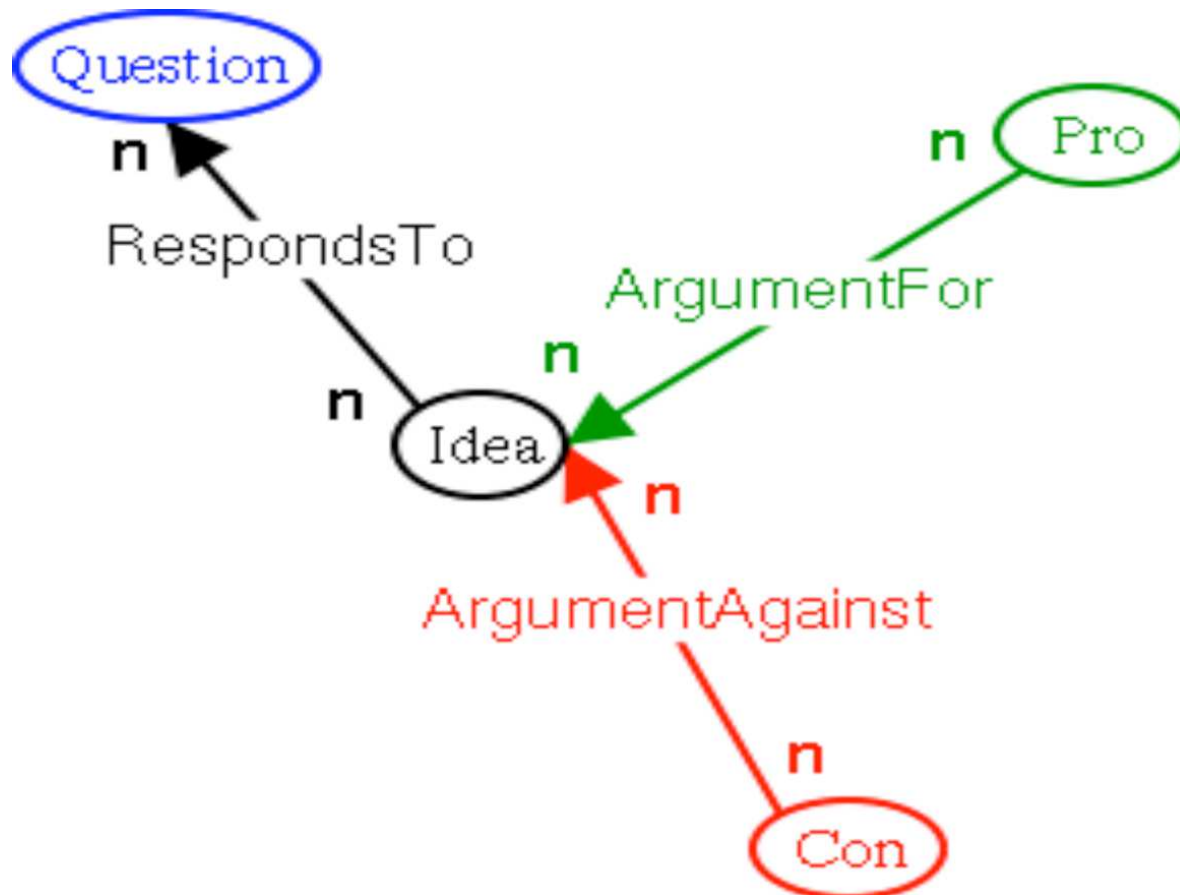 Question
n
Pro
n
RespondsTo
ArgumentFor
n
n
Idea
n
ArgumentAgainst
n
Con